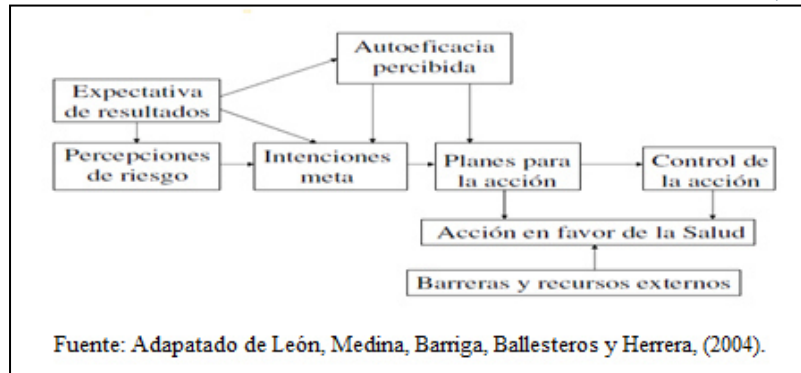 Autoeficacia
percibida
Expectativa
de resultados
Percepciones
de riesgo
Intenciones
meta
Planes para
la acción
Control de
la acción
Acción en favor de la Salud
Barreras y recursos externos
Fuente: Adapatado de León, Medina, Barriga, Ballesteros y Herrera, (2004).